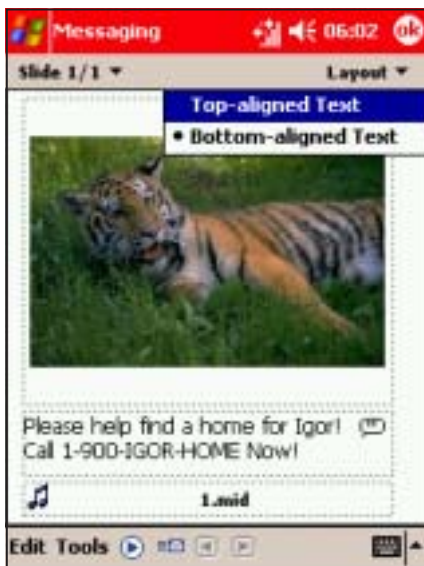 Messaging 06:02 ok
Slide 1/1 Layout
Top-aligned Text
• Bottom-aligned Text
Please help find a home for Igor!
Call 1-900-IGOR-HOME Now!
1.mid
Edit Tools